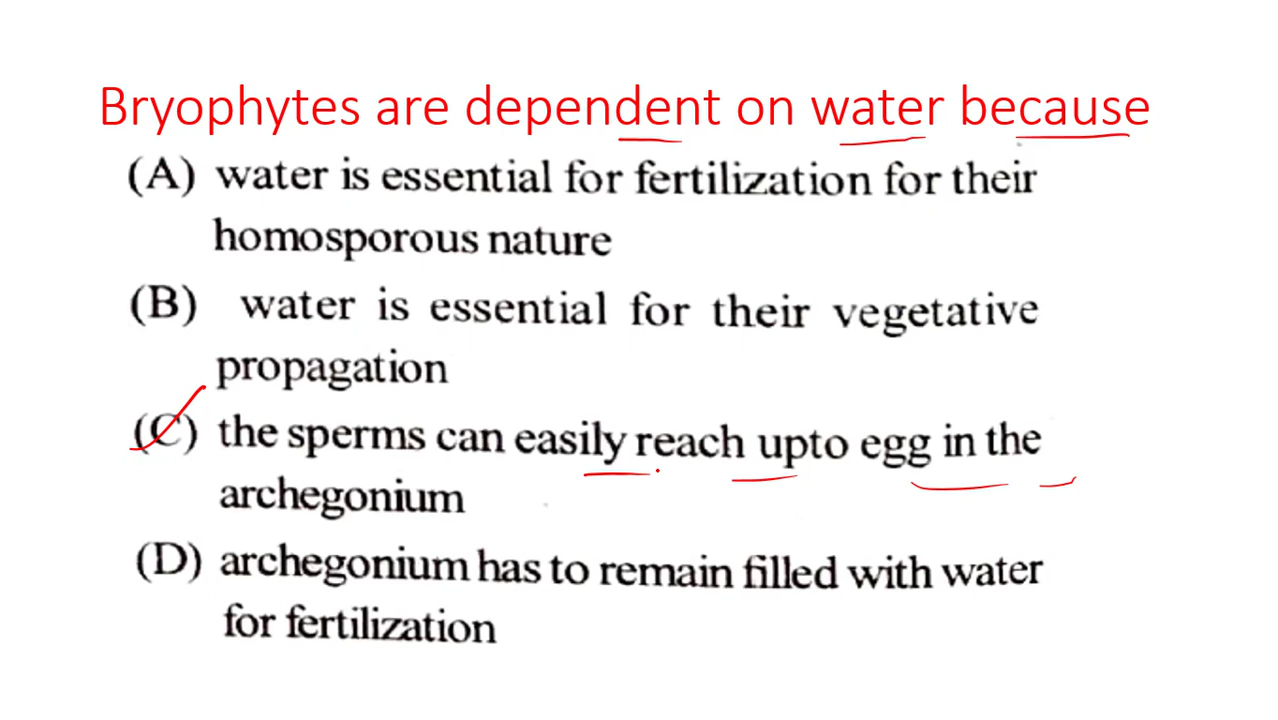 Bryophytes are dependent on water because
(A) water is essential for fertilization for their
homosporous nature
(B) water is essential for their vegetative
propagation
(C) the sperms can easily reach upto egg in the
archegonium
(D) archegonium has to remain filled with water
for fertilization